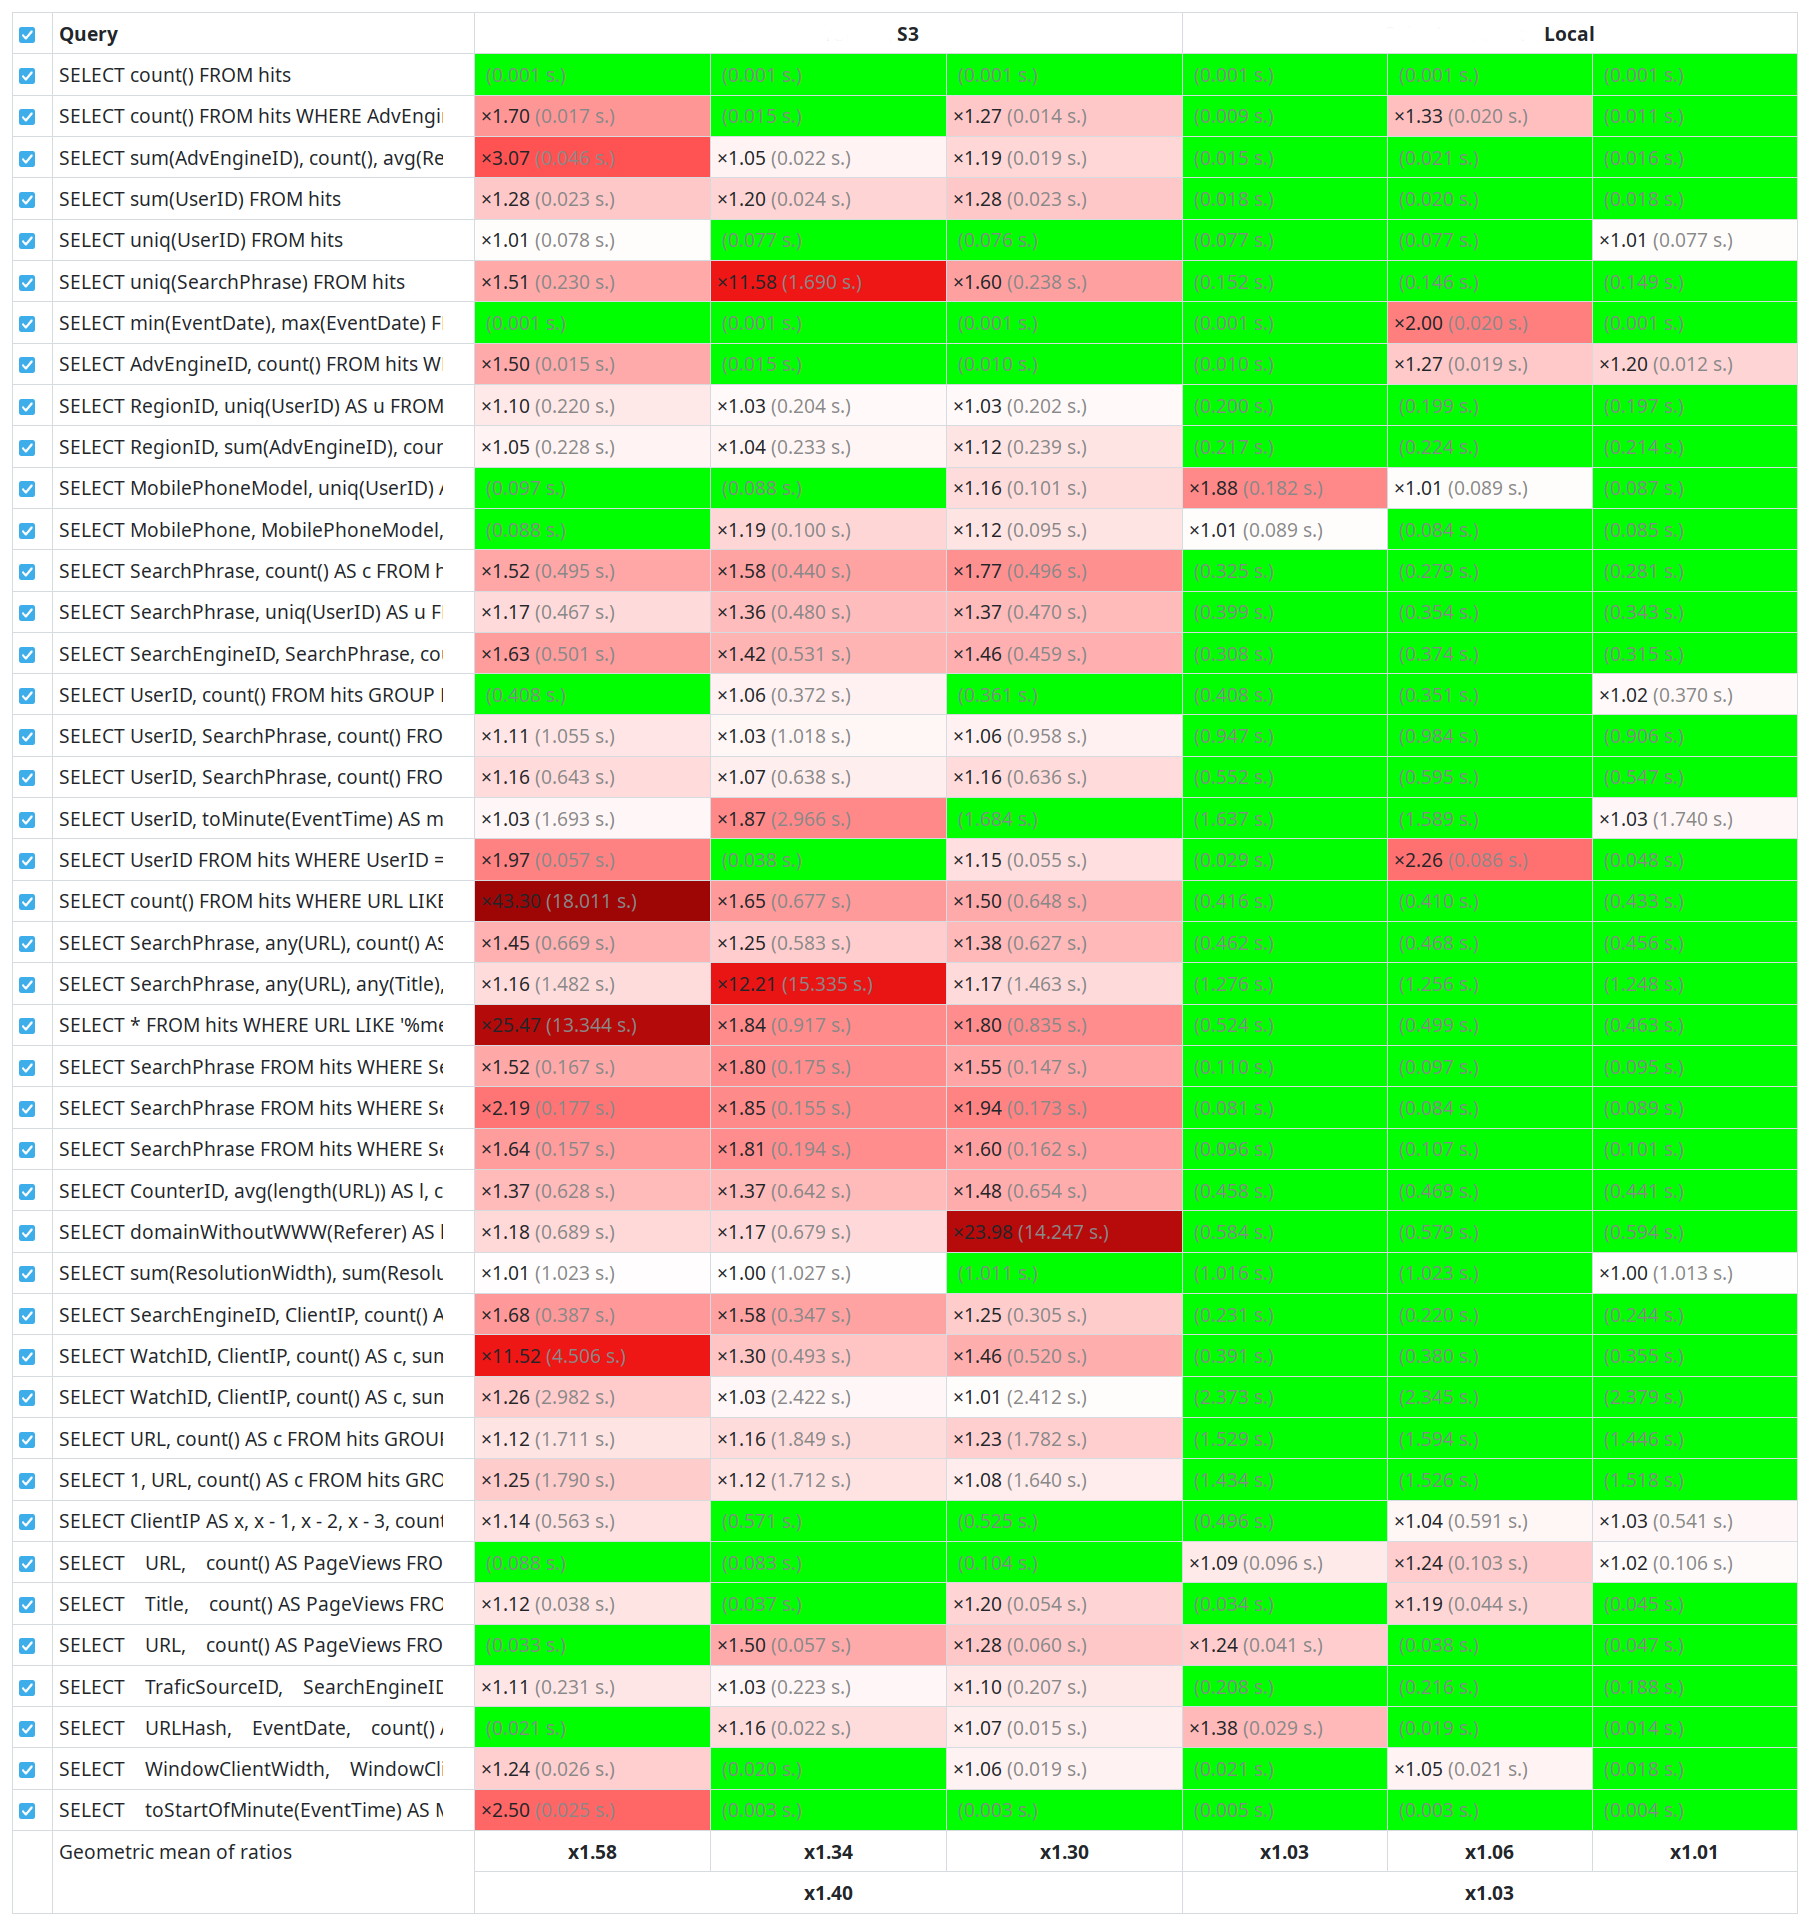 Query S3 Local
SELECT count() FROM hits (0.001 s.) (0.001 s.) (0.001 s.) (0.001 s.) (0.001 s.) (0.001 s.)
SELECT count() FROM hits WHERE AdvEngi ×1.70 (0.017 s.) (0.015 s.) ×1.27 (0.014 s.) (0.009 s.) ×1.33 (0.020 s.) (0.011 s.)
SELECT sum(AdvEngineID), count(), avg(Re ×3.07 (0.046 s.) ×1.05 (0.022 s.) ×1.19 (0.019 s.) (0.015 s.) (0.021 s.) (0.016 s.)
SELECT sum(UserID) FROM hits ×1.28 (0.023 s.) ×1.20 (0.024 s.) ×1.28 (0.023 s.) (0.018 s.) (0.020 s.) (0.018 s.)
SELECT uniq(UserID) FROM hits ×1.01 (0.078 s.) (0.077 s.) (0.076 s.) (0.077 s.) (0.077 s.) ×1.01 (0.077 s.)
SELECT uniq(SearchPhrase) FROM hits ×1.51 (0.230 s.) ×11.58 (1.690 s.) ×1.60 (0.238 s.) (0.152 s.) (0.146 s.) (0.149 s.)
SELECT min(EventDate), max(EventDate) F (0.001 s.) (0.001 s.) (0.001 s.) (0.001 s.) ×2.00 (0.020 s.) (0.001 s.)
SELECT AdvEngineID, count() FROM hits W ×1.50 (0.015 s.) (0.015 s.) (0.010 s.) (0.010 s.) ×1.27 (0.019 s.) ×1.20 (0.012 s.)
SELECT RegionID, uniq(UserID) AS u FROM ×1.10 (0.220 s.) ×1.03 (0.204 s.) ×1.03 (0.202 s.) (0.200 s.) (0.199 s.) (0.197 s.)
SELECT RegionID, sum(AdvEngineID), cour ×1.05 (0.228 s.) ×1.04 (0.233 s.) ×1.12 (0.239 s.) (0.217 s.) (0.224 s.) (0.214 s.)
SELECT MobilePhoneModel, uniq(UserID) A (0.097 s.) (0.088 s.) ×1.16 (0.101 s.) ×1.88 (0.182 s.) ×1.01 (0.089 s.) (0.087 s.)
SELECT MobilePhone, MobilePhoneModel, (0.088 s.) ×1.19 (0.100 s.) ×1.12 (0.095 s.) ×1.01 (0.089 s.) (0.084 s.) (0.085 s.)
SELECT SearchPhrase, count() AS c FROM h ×1.52 (0.495 s.) ×1.58 (0.440 s.) ×1.77 (0.496 s.) (0.325 s.) (0.279 s.) (0.281 s.)
SELECT SearchPhrase, uniq(UserID) AS u F ×1.17 (0.467 s.) ×1.36 (0.480 s.) ×1.37 (0.470 s.) (0.399 s.) (0.354 s.) (0.343 s.)
SELECT SearchEngineID, SearchPhrase, cou ×1.63 (0.501 s.) ×1.42 (0.531 s.) ×1.46 (0.459 s.) (0.308 s.) (0.374 s.) (0.315 s.)
SELECT UserID, count() FROM hits GROUP (0.408 s.) ×1.06 (0.372 s.) (0.361 s.) (0.408 s.) (0.351 s.) ×1.02 (0.370 s.)
SELECT UserID, SearchPhrase, count() FRO ×1.11 (1.055 s.) ×1.03 (1.018 s.) ×1.06 (0.958 s.) (0.947 s.) (0.984 s.) (0.906 s.)
SELECT UserID, SearchPhrase, count() FRO ×1.16 (0.643 s.) ×1.07 (0.638 s.) ×1.16 (0.636 s.) (0.552 s.) (0.595 s.) (0.547 s.)
SELECT UserID, toMinute(EventTime) AS m ×1.03 (1.693 s.) ×1.87 (2.966 s.) (1.684 s.) (1.637 s.) (1.589 s.) ×1.03 (1.740 s.)
SELECT UserID FROM hits WHERE UserID = ×1.97 (0.057 s.) (0.038 s.) ×1.15 (0.055 s.) (0.029 s.) ×2.26 (0.086 s.) (0.048 s.)
SELECT count() FROM hits WHERE URL LIKE ×43.30 (18.011 s.) ×1.65 (0.677 s.) ×1.50 (0.648 s.) (0.416 s.) (0.410 s.) (0.433 s.)
SELECT SearchPhrase, any(URL), count() AS ×1.45 (0.669 s.) ×1.25 (0.583 s.) ×1.38 (0.627 s.) (0.462 s.) (0.468 s.) (0.456 s.)
SELECT SearchPhrase, any(URL), any(Title), ×1.16 (1.482 s.) ×12.21 (15.335 s.) ×1.17 (1.463 s.) (1.276 s.) (1.256 s.) (1.248 s.)
SELECT * FROM hits WHERE URL LIKE '%me ×25.47 (13.344 s.) ×1.84 (0.917 s.) ×1.80 (0.835 s.) (0.524 s.) (0.499 s.) (0.463 s.)
SELECT SearchPhrase FROM hits WHERE Se ×1.52 (0.167 s.) ×1.80 (0.175 s.) ×1.55 (0.147 s.) (0.110 s.) (0.097 s.) (0.095 s.)
SELECT SearchPhrase FROM hits WHERE Se ×2.19 (0.177 s.) ×1.85 (0.155 s.) ×1.94 (0.173 s.) (0.081 s.) (0.084 s.) (0.089 s.)
SELECT SearchPhrase FROM hits WHERE Se ×1.64 (0.157 s.) ×1.81 (0.194 s.) ×1.60 (0.162 s.) (0.096 s.) (0.107 s.) (0.101 s.)
SELECT CounterID, avg(length(URL)) AS l, c ×1.37 (0.628 s.) ×1.37 (0.642 s.) ×1.48 (0.654 s.) (0.458 s.) (0.469 s.) (0.441 s.)
SELECT domainWithoutWWW(Referer) AS ×1.18 (0.689 s.) ×1.17 (0.679 s.) ×23.98 (14.247 s.) (0.584 s.) (0.579 s.) (0.594 s.)
SELECT sum(ResolutionWidth), sum(Resolu ×1.01 (1.023 s.) ×1.00 (1.027 s.) (1.011 s.) (1.016 s.) (1.023 s.) ×1.00 (1.013 s.)
SELECT SearchEngineID, ClientIP, count() A ×1.68 (0.387 s.) ×1.58 (0.347 s.) ×1.25 (0.305 s.) (0.231 s.) (0.220 s.) (0.244 s.)
SELECT WatchID, ClientIP, count() AS c, sum ×11.52 (4.506 s.) ×1.30 (0.493 s.) ×1.46 (0.520 s.) (0.391 s.) (0.380 s.) (0.355 s.)
SELECT WatchID, ClientIP, count() AS c, sum ×1.26 (2.982 s.) ×1.03 (2.422 s.) ×1.01 (2.412 s.) (2.373 s.) (2.345 s.) (2.379 s.)
SELECT URL, count() AS c FROM hits GROUP ×1.12 (1.711 s.) ×1.16 (1.849 s.) ×1.23 (1.782 s.) (1.529 s.) (1.594 s.) (1.446 s.)
SELECT 1, URL, count() AS c FROM hits GRO ×1.25 (1.790 s.) ×1.12 (1.712 s.) ×1.08 (1.640 s.) (1.434 s.) (1.526 s.) (1.518 s.)
SELECT ClientIP AS x, x - 1, x - 2, x - 3, count ×1.14 (0.563 s.) (0.571 s.) (0.525 s.) (0.496 s.) ×1.04 (0.591 s.) ×1.03 (0.541 s.)
SELECT URL, count() AS PageViews FRO (0.088 s.) (0.083 s.) (0.104 s.) ×1.09 (0.096 s.) ×1.24 (0.103 s.) ×1.02 (0.106 s.)
SELECT Title, count() AS PageViews FRO ×1.12 (0.038 s.) (0.037 s.) ×1.20 (0.054 s.) (0.034 s.) ×1.19 (0.044 s.) (0.045 s.)
SELECT URL, count() AS PageViews FRO (0.033 s.) ×1.50 (0.057 s.) ×1.28 (0.060 s.) ×1.24 (0.041 s.) (0.038 s.) (0.047 s.)
SELECT TraficSourceID, SearchEngineID ×1.11 (0.231 s.) ×1.03 (0.223 s.) ×1.10 (0.207 s.) (0.208 s.) (0.216 s.) (0.188 s.)
SELECT URLHash, EventDate, count() A (0.021 s.) ×1.16 (0.022 s.) ×1.07 (0.015 s.) ×1.38 (0.029 s.) (0.019 s.) (0.014 s.)
SELECT WindowClientWidth, WindowCli ×1.24 (0.026 s.) (0.020 s.) ×1.06 (0.019 s.) (0.021 s.) ×1.05 (0.021 s.) (0.018 s.)
SELECT toStartOfMinute(EventTime) AS M ×2.50 (0.025 s.) (0.003 s.) (0.003 s.) (0.005 s.) (0.003 s.) (0.004 s.)
Geometric mean of ratios x1.58 x1.34 x1.30 x1.03 x1.06 x1.01
x1.40 x1.03